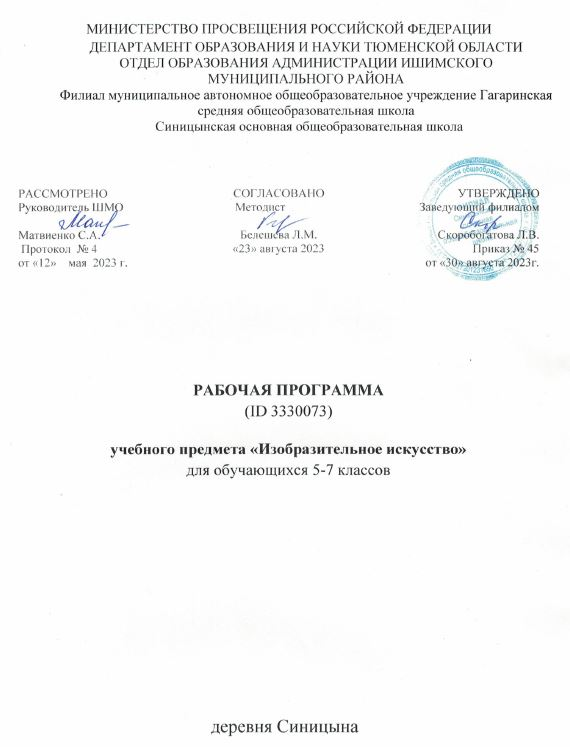 МИНИСТЕРСТВО ПРОСВЕЩЕНИЯ РОССИЙСКОЙ ФЕДЕРАЦИИ
ДЕПАРТАМЕНТ ОБРАЗОВАНИЯ И НАУКИ ТЮМЕНСКОЙ ОБЛАСТИ
ОТДЕЛ ОБРАЗОВАНИЯ АДМИНИСТРАЦИИ ИШИМСКОГО
МУНИЦИПАЛЬНОГО РАЙОНА
Филиал муниципальное автономное общеобразовательное учреждение Гагаринская
средняя общеобразовательная школа
Синицынская основная общеобразовательная школа
РАССМОТРЕНО СОГЛАСОВАНО УТВЕРЖДЕНО
Руководитель ШМО Методист Заведующий филиалом
Матвиенко С.А. Белешева Л.М. Скоробогатова Л.В.
Протокол № 4 «23» августа 2023 Приказ № 45
от «12» мая 2023 г. от «30» августа 2023г.
РАБОЧАЯ ПРОГРАММА
(ID 3330073)
учебного предмета «Изобразительное искусство»
для обучающихся 5-7 классов
деревня Синицына